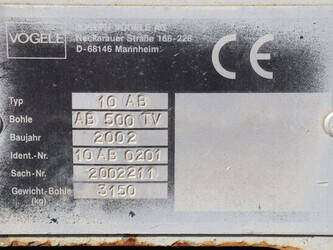 VÖGELE
JOSEPH VÖGELE AG
Neckarauer Straße 168-228
D-68146 Mannheim
CE
Typ 10 AB
Bohle AB 500 TV
Baujahr 2002
Ident.-Nr. 10 AB 0201
Sach-Nr. 2002211
Gewicht-Bohle 3150
(kg)